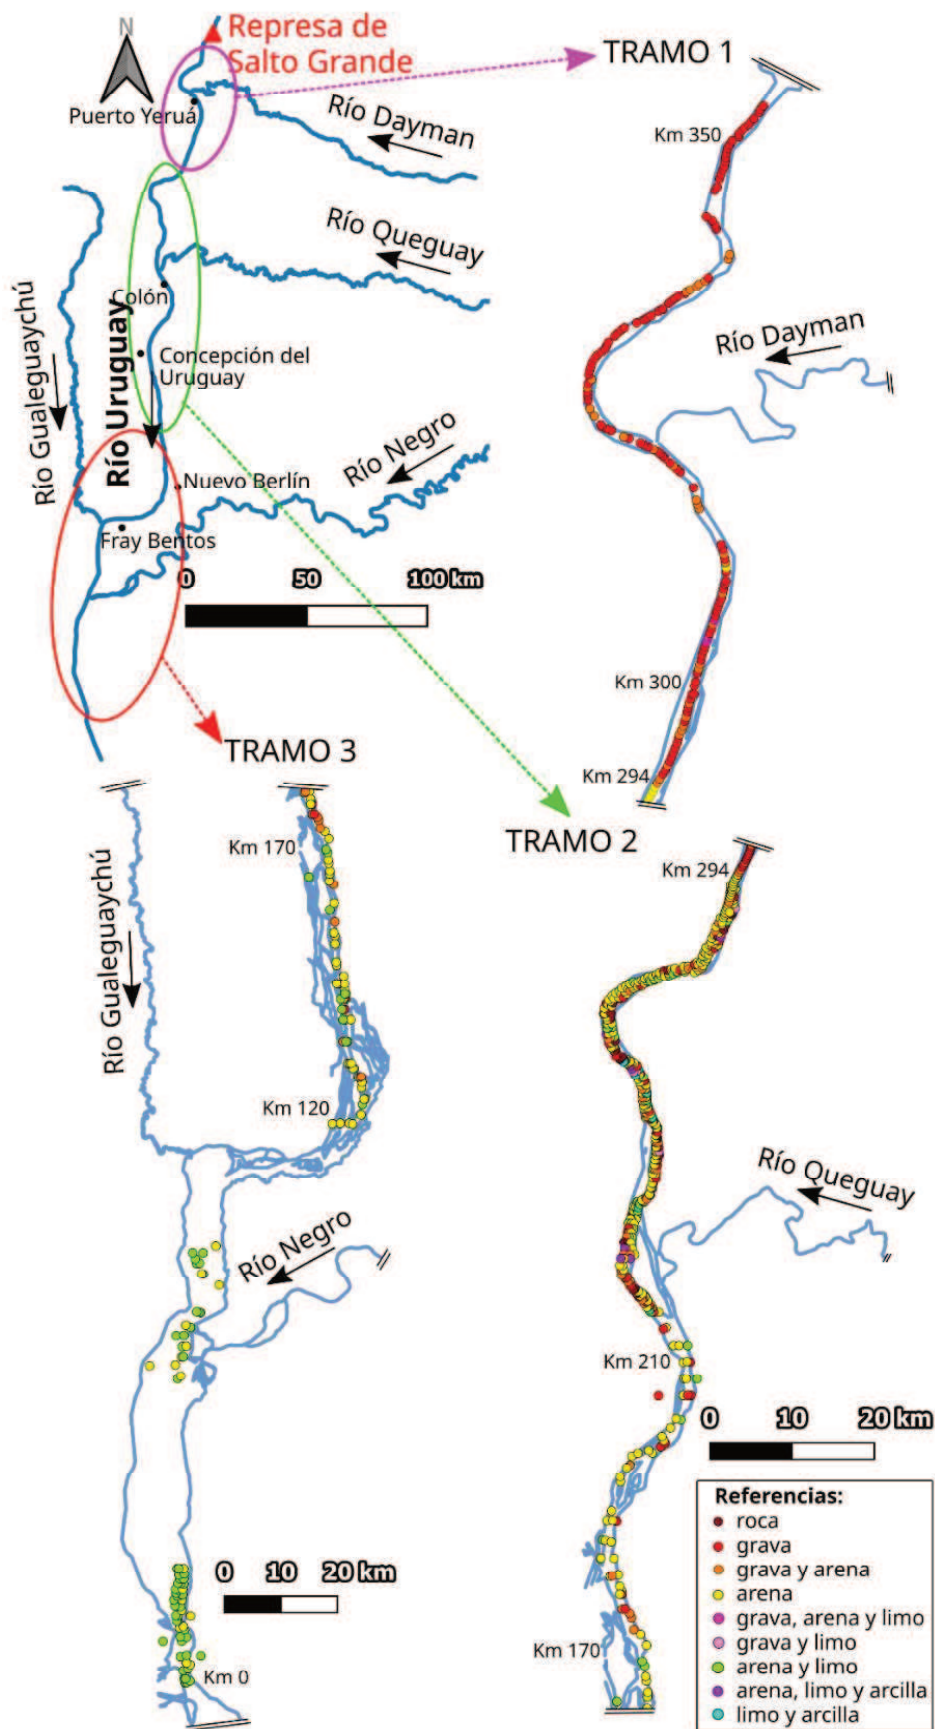 N
Represa de
Salto Grande
Puerto Yeruá
Río Dayman
Río Queguay
Río Gualeguaychú
Río Uruguay
Colón
Concepción del
Uruguay
Río Negro
Nuevo Berlín
Fray Bentos
0 50 100 km
TRAMO 1
Km 350
Río Dayman
Km 300
Km 294
TRAMO 3
Km 170
Río Gualeguaychú
Km 120
Río Negro
0 10 20 km
Km 0
TRAMO 2
Km 294
Río Queguay
Km 210
0 10 20 km
Km 170
Referencias:
roca
grava
grava y arena
arena
grava, arena y limo
grava y limo
arena y limo
arena, limo y arcilla
limo y arcilla